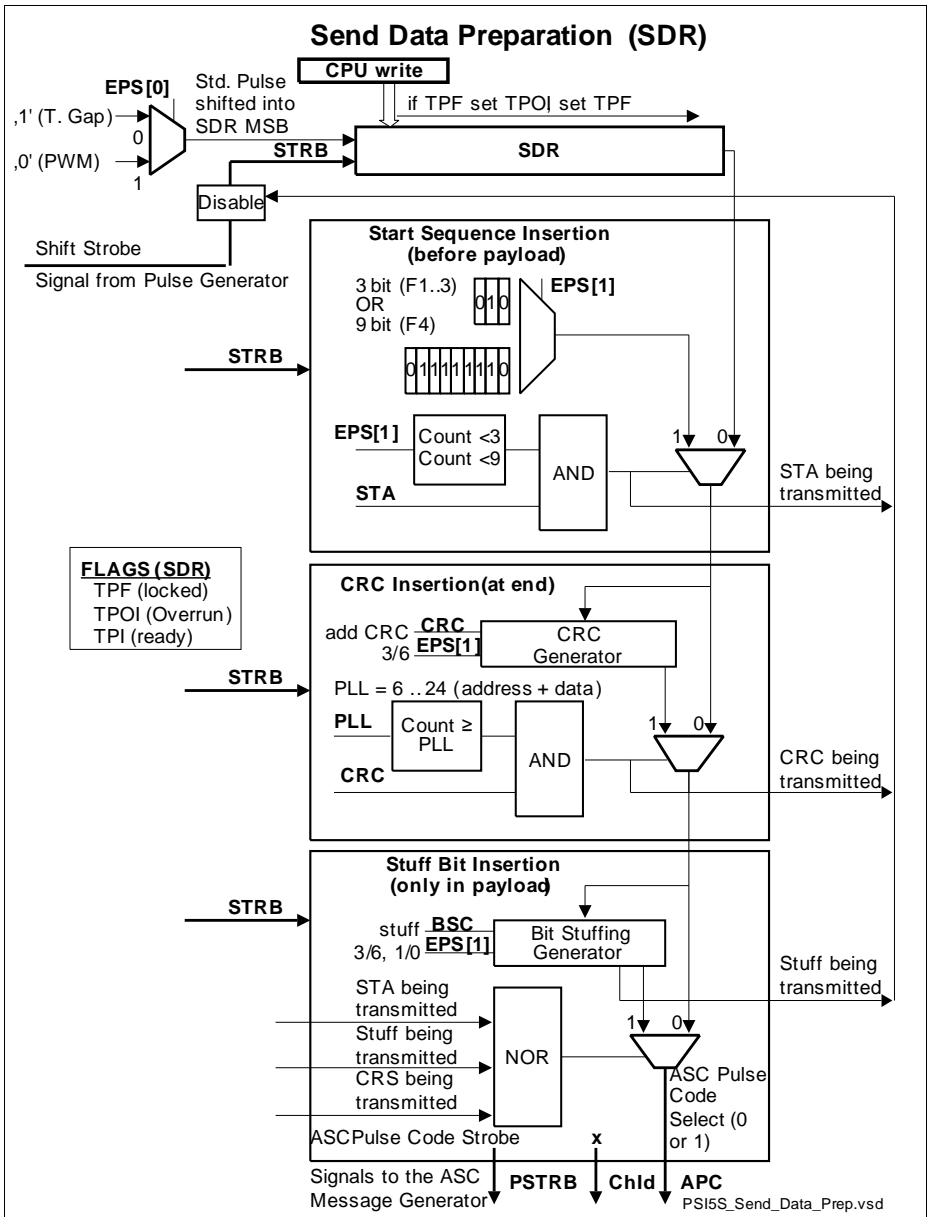 Send Data Preparation (SDR)
CPU write
EPS[0]
Std. Pulse
shifted into
SDR MSB
if TPF set TPOI, set TPF
‚1' (T. Gap)
0
‚0' (PWM)
1
STRB
SDR
Disable
Shift Strobe
Signal from Pulse Generator
Start Sequence Insertion
(before payload)
3 bit (F1..3)
OR
9 bit (F4)
010
EPS[1]
011111110
STRB
EPS[1]
Count <3
Count <9
AND
STA
1
0
STA being
transmitted
FLAGS (SDR)
TPF (locked)
TPOI (Overrun)
TPI (ready)
CRC Insertion(at end)
add CRC
CRC
3/6
EPS[1]
CRC
Generator
STRB
PLL = 6 .. 24 (address + data)
PLL
Count ≥
PLL
AND
CRC
1
0
CRC being
transmitted
Stuff Bit Insertion
(only in payload)
STRB
stuff
BSC
3/6, 1/0
EPS[1]
Bit Stuffing
Generator
Stuff being
transmitted
STA being
transmitted
Stuff being
transmitted
CRS being
transmitted
NOR
1
0
ASC Pulse
Code
Select (0
or 1)
ASCPulse Code Strobe
x
Signals to the ASC
Message Generator
PSTRB
ChId
APC
PSI5S_Send_Data_Prep.vsd